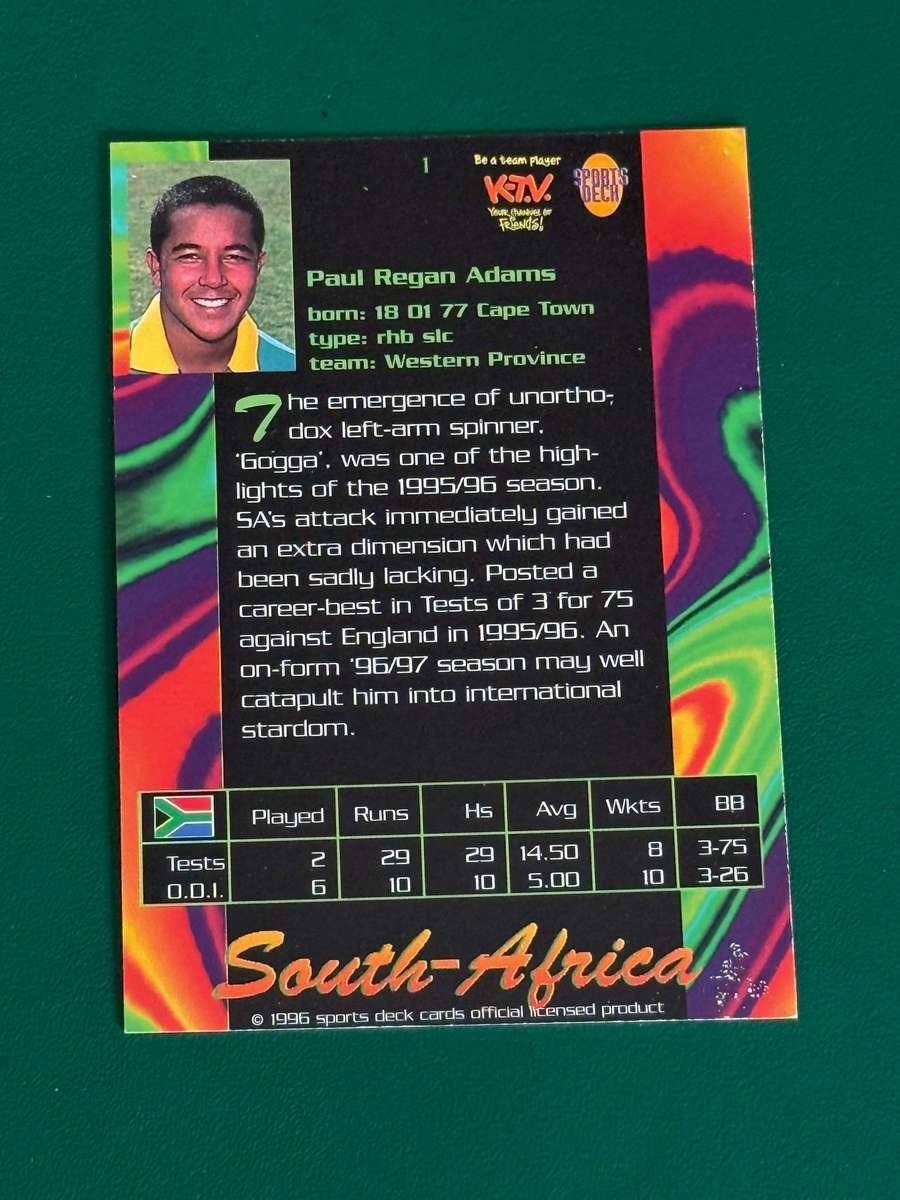 1
Be a team player
K-T.V.
YOUR CHANNEL OF
FRIENDS!
SPORTS
DECK
Paul Regan Adams
born: 18 01 77 Cape Town
type: rhb slc
team: Western Province
The emergence of unortho-
dox left-arm spinner,
'Gogga', was one of the high-
lights of the 1995/96 season.
SA's attack immediately gained
an extra dimension which had
been sadly lacking. Posted a
career-best in Tests of 3 for 75
against England in 1995/96. An
on-form '96/97 season may well
catapult him into international
stardom.
Played Runs Hs Avg Wkts BB
Tests 2 29 29 14.50 8 3-75
O.D.I. 6 10 10 5.00 10 3-26
South-Africa
© 1996 sports deck cards official licensed product